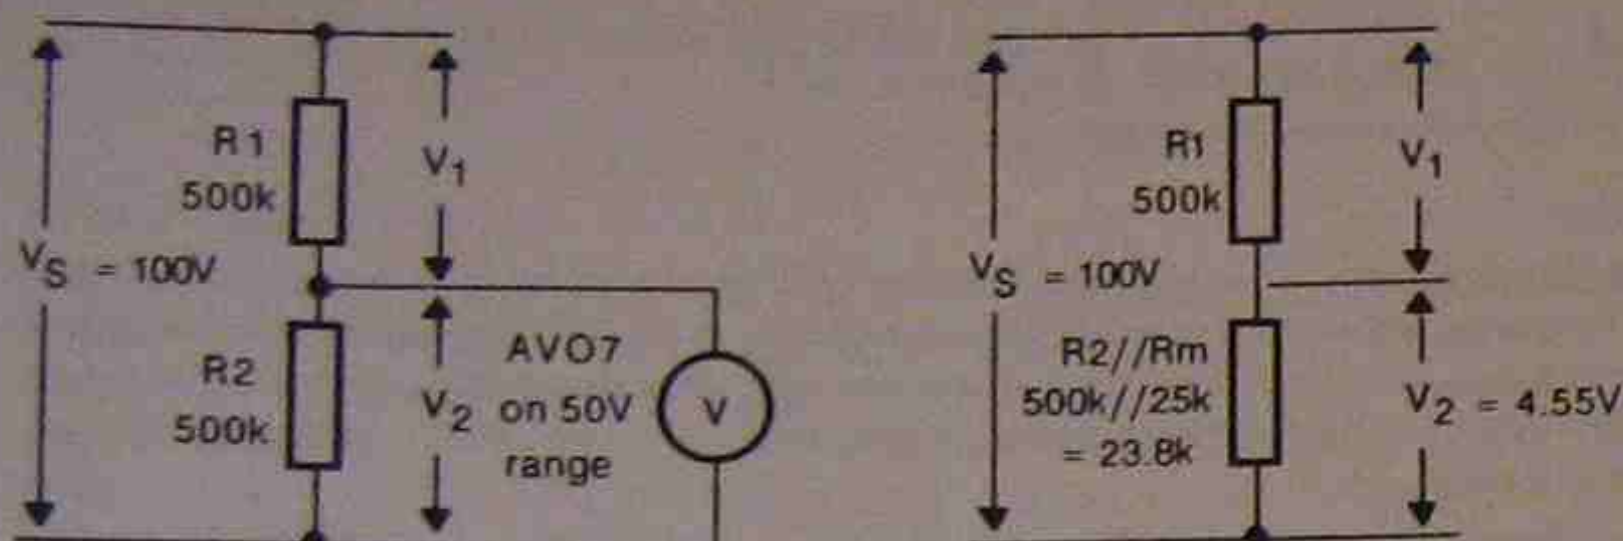 R1
500k
V1
VS = 100V
R2
500k
V2
AVO7
on 50V
range
V
R1
500k
V1
VS = 100V
R2//Rm
500k//25k
= 23.8k
V2 = 4.55V